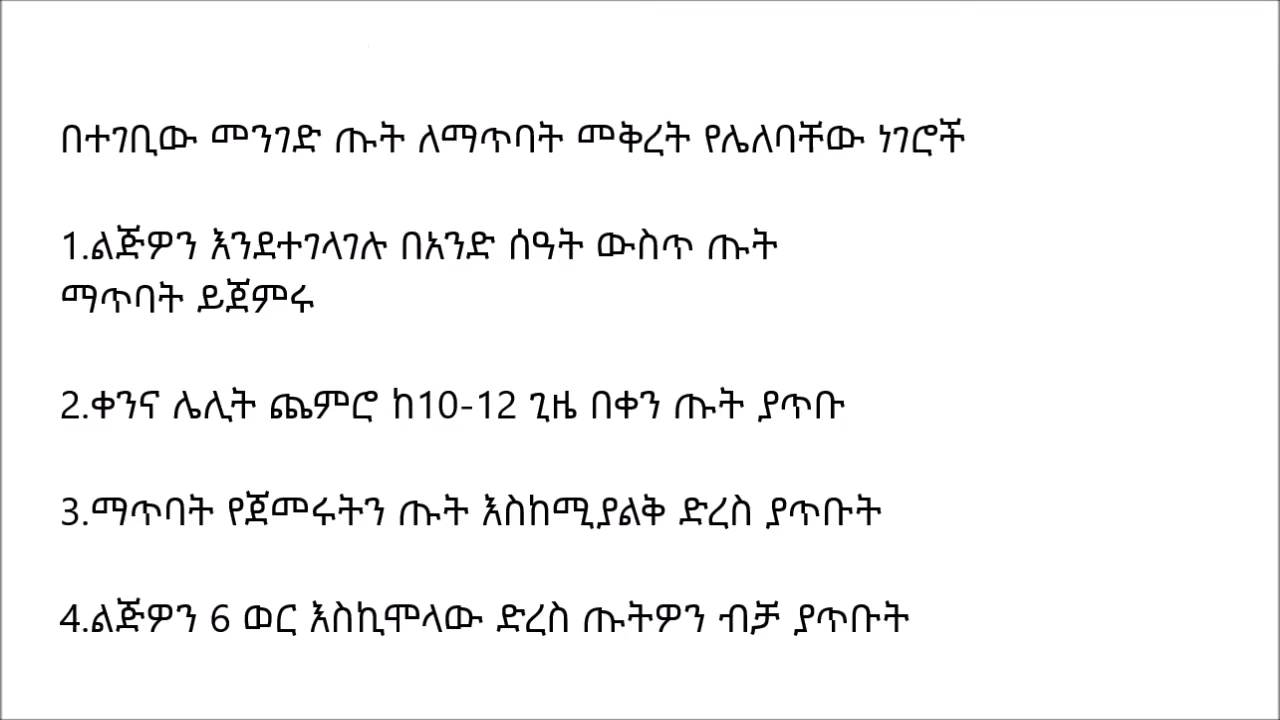 በተገቢው መንገድ ጡት ለማጥባት መቅረት የሌለባቸው ነገሮች
1.ልጅዎን እንደተገላገሉ በአንድ ሰዓት ውስጥ ጡት
ማጥባት ይጀምሩ
2.ቀንና ሌሊት ጨምሮ ከ10-12 ጊዜ በቀን ጡት ያጥቡ
3.ማጥባት የጀመሩትን ጡት እስከሚያልቅ ድረስ ያጥቡት
4.ልጅዎን 6 ወር እስኪሞላው ድረስ ጡትዎን ብቻ ያጥቡት